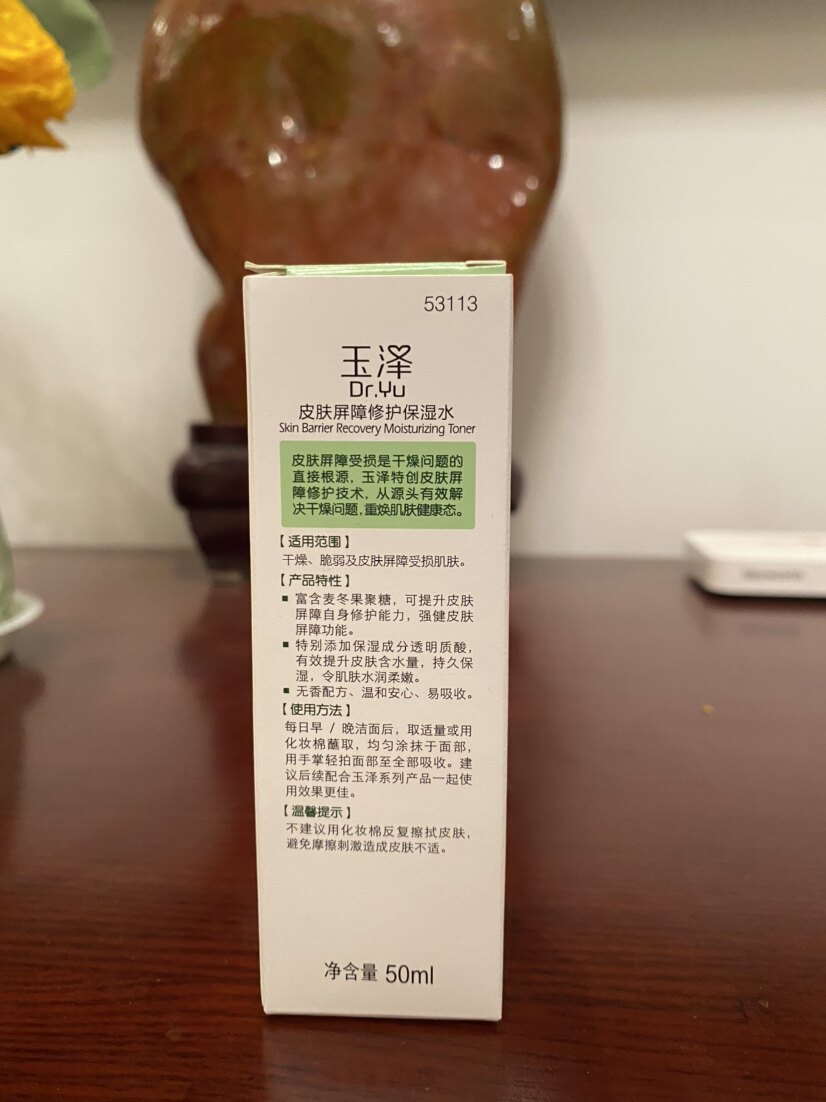 53113
玉泽
Dr.Yu
皮肤屏障修护保湿水
Skin Barrier Recovery Moisturizing Toner
皮肤屏障受损是干燥问题的
直接根源，玉泽特创皮肤屏
障修护技术，从源头有效解
决干燥问题，重焕肌肤健康态。
【适用范围】
干燥、脆弱及皮肤屏障受损肌肤。
【产品特性】
■ 富含麦冬果聚糖，可提升皮肤
屏障自身修护能力，强健皮肤
屏障功能。
■ 特别添加保湿成分透明质酸，
有效提升皮肤含水量，持久保
湿，令肌肤水润柔嫩。
■ 无香配方、温和安心、易吸收。
【使用方法】
每日早 / 晚洁面后，取适量或用
化妆棉蘸取，均匀涂抹于面部，
用手掌轻拍面部至全部吸收。建
议后续配合玉泽系列产品一起使
用效果更佳。
【温馨提示】
不建议用化妆棉反复擦拭皮肤，
避免摩擦刺激造成皮肤不适。
净含量 50ml